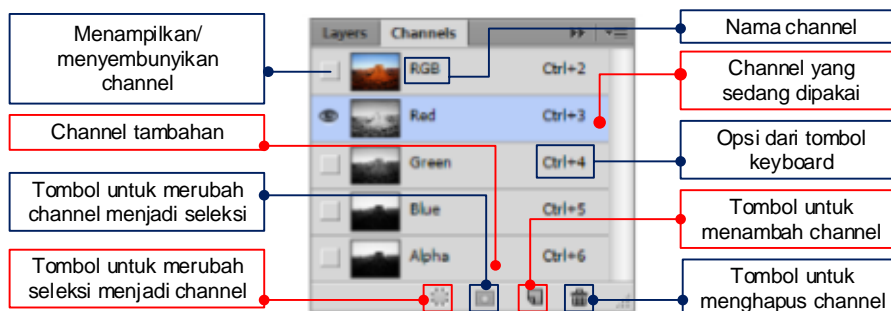 Menampilkan/
menyembunyikan
channel
Channel tambahan
Tombol untuk merubah
channel menjadi seleksi
Tombol untuk merubah
seleksi menjadi channel
Layers Channels
RGB Ctrl+2
Red Ctrl+3
Green Ctrl+4
Blue Ctrl+5
Alpha Ctrl+6
Nama channel
Channel yang
sedang dipakai
Opsi dari tombol
keyboard
Tombol untuk
menambah channel
Tombol untuk
menghapus channel